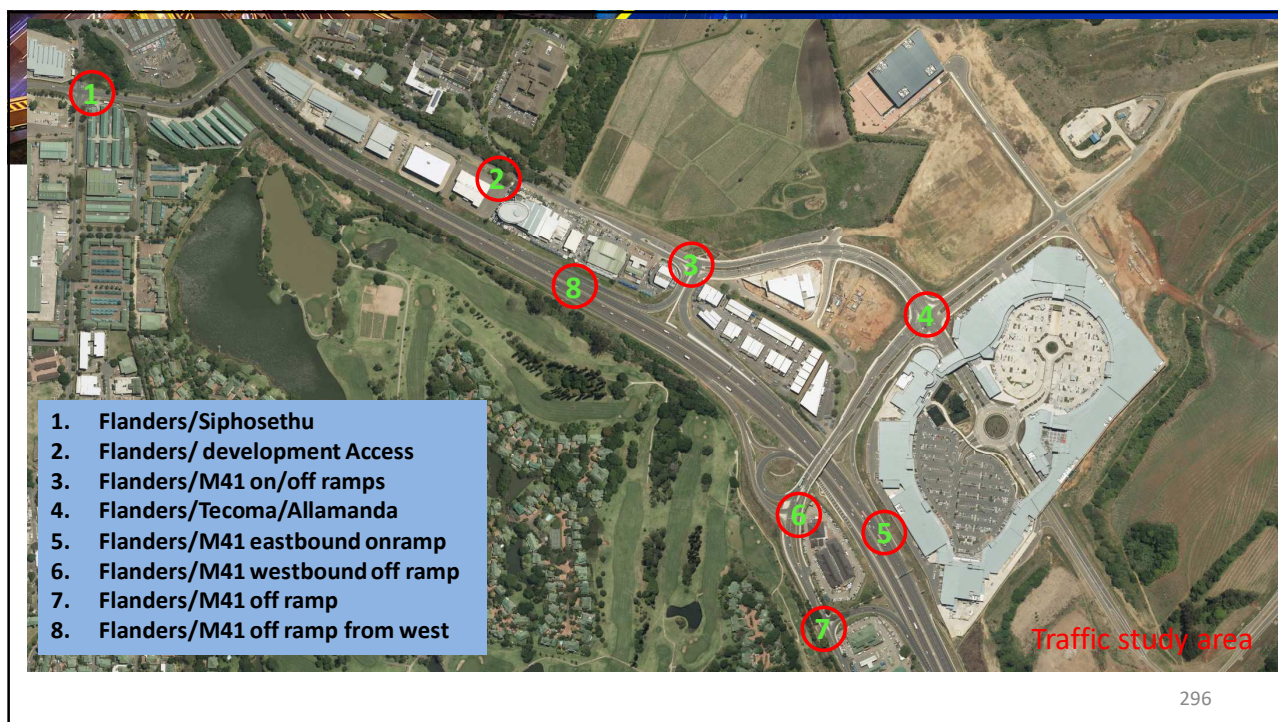 1
2
3
8
4
1. Flanders/Siphosethu
2. Flanders/ development Access
3. Flanders/M41 on/off ramps
4. Flanders/Tecoma/Allamanda
5. Flanders/M41 eastbound onramp
6. Flanders/M41 westbound off ramp
7. Flanders/M41 off ramp
8. Flanders/M41 off ramp from west
6
5
7
Traffic study area
296